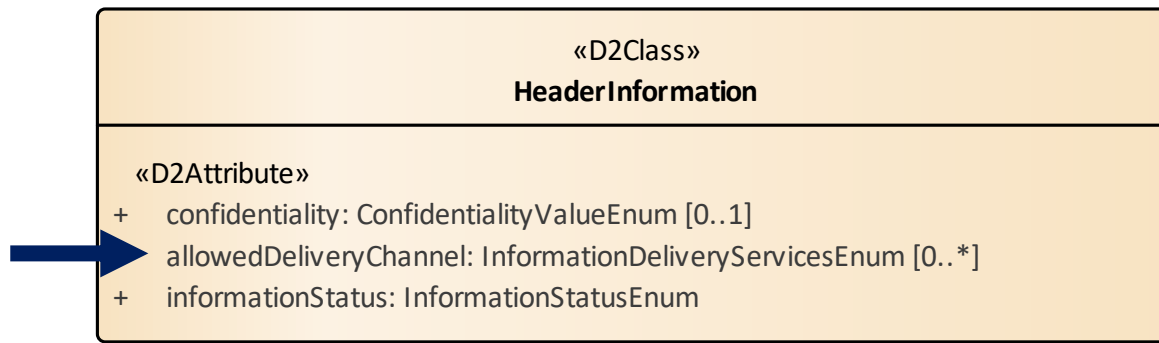 «D2Class»
HeaderInformation
«D2Attribute»
+ confidentiality: ConfidentialityValueEnum [0..1]
allowedDeliveryChannel: InformationDeliveryServicesEnum [0..*]
+ informationStatus: InformationStatusEnum